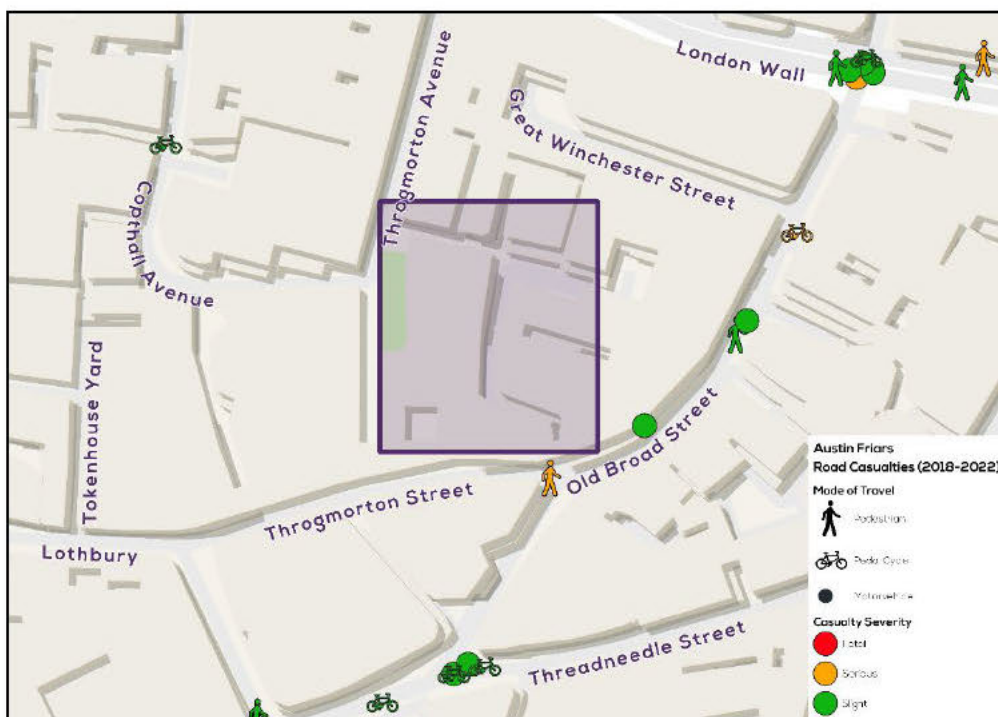 London Wall
Throgmorton Avenue
Great Winchester Street
Copthall Avenue
Tokenhouse Yard
Old Broad Street
Throgmorton Street
Lothbury
Threadneedle Street
Austin Friars
Road Casualties (2018-2022)
Mode of Travel
Pedestrian
Pedal Cycle
Motorvehicle
Casualty Severity
Fatal
Serious
Slight